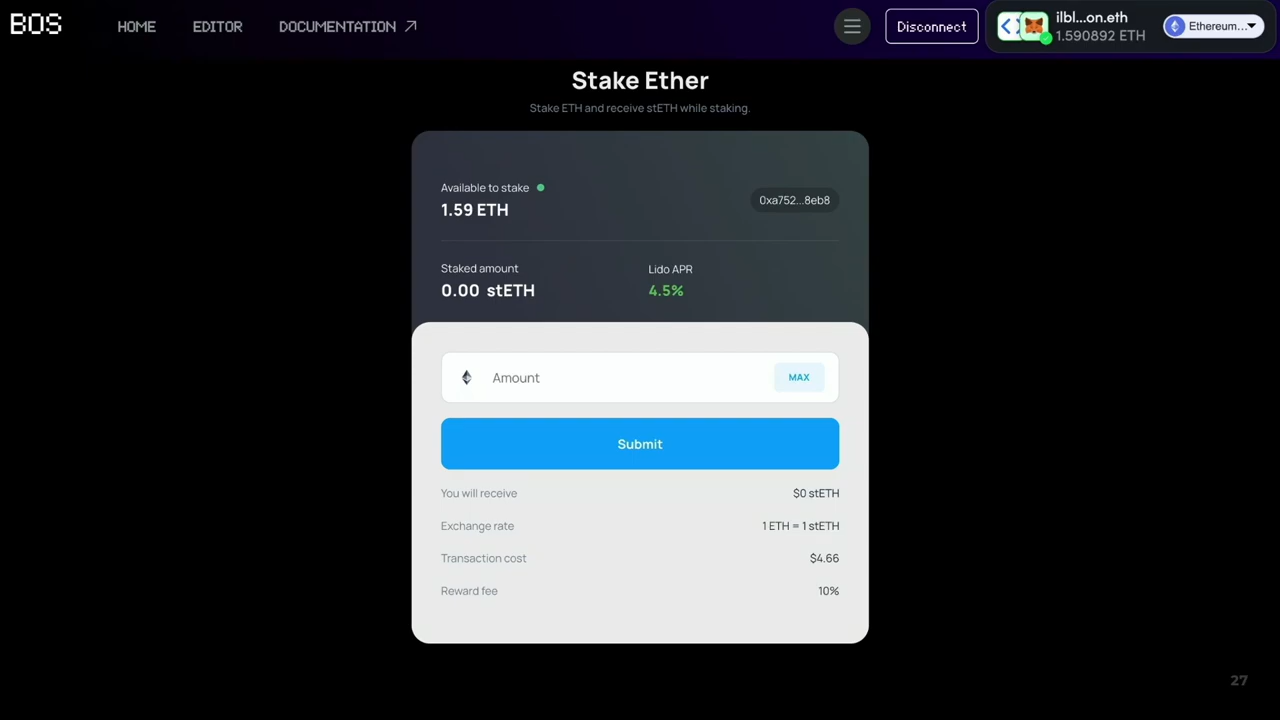 BOS
HOME EDITOR DOCUMENTATION
Disconnect
ilbl...on.eth
1.590892 ETH
Ethereum...
Stake Ether
Stake ETH and receive stETH while staking.
Available to stake
1.59 ETH
0xa752...8eb8
Staked amount
0.00 stETH
Lido APR
4.5%
Amount
MAX
Submit
You will receive $0 stETH
Exchange rate 1 ETH = 1 stETH
Transaction cost $4.66
Reward fee 10%
27